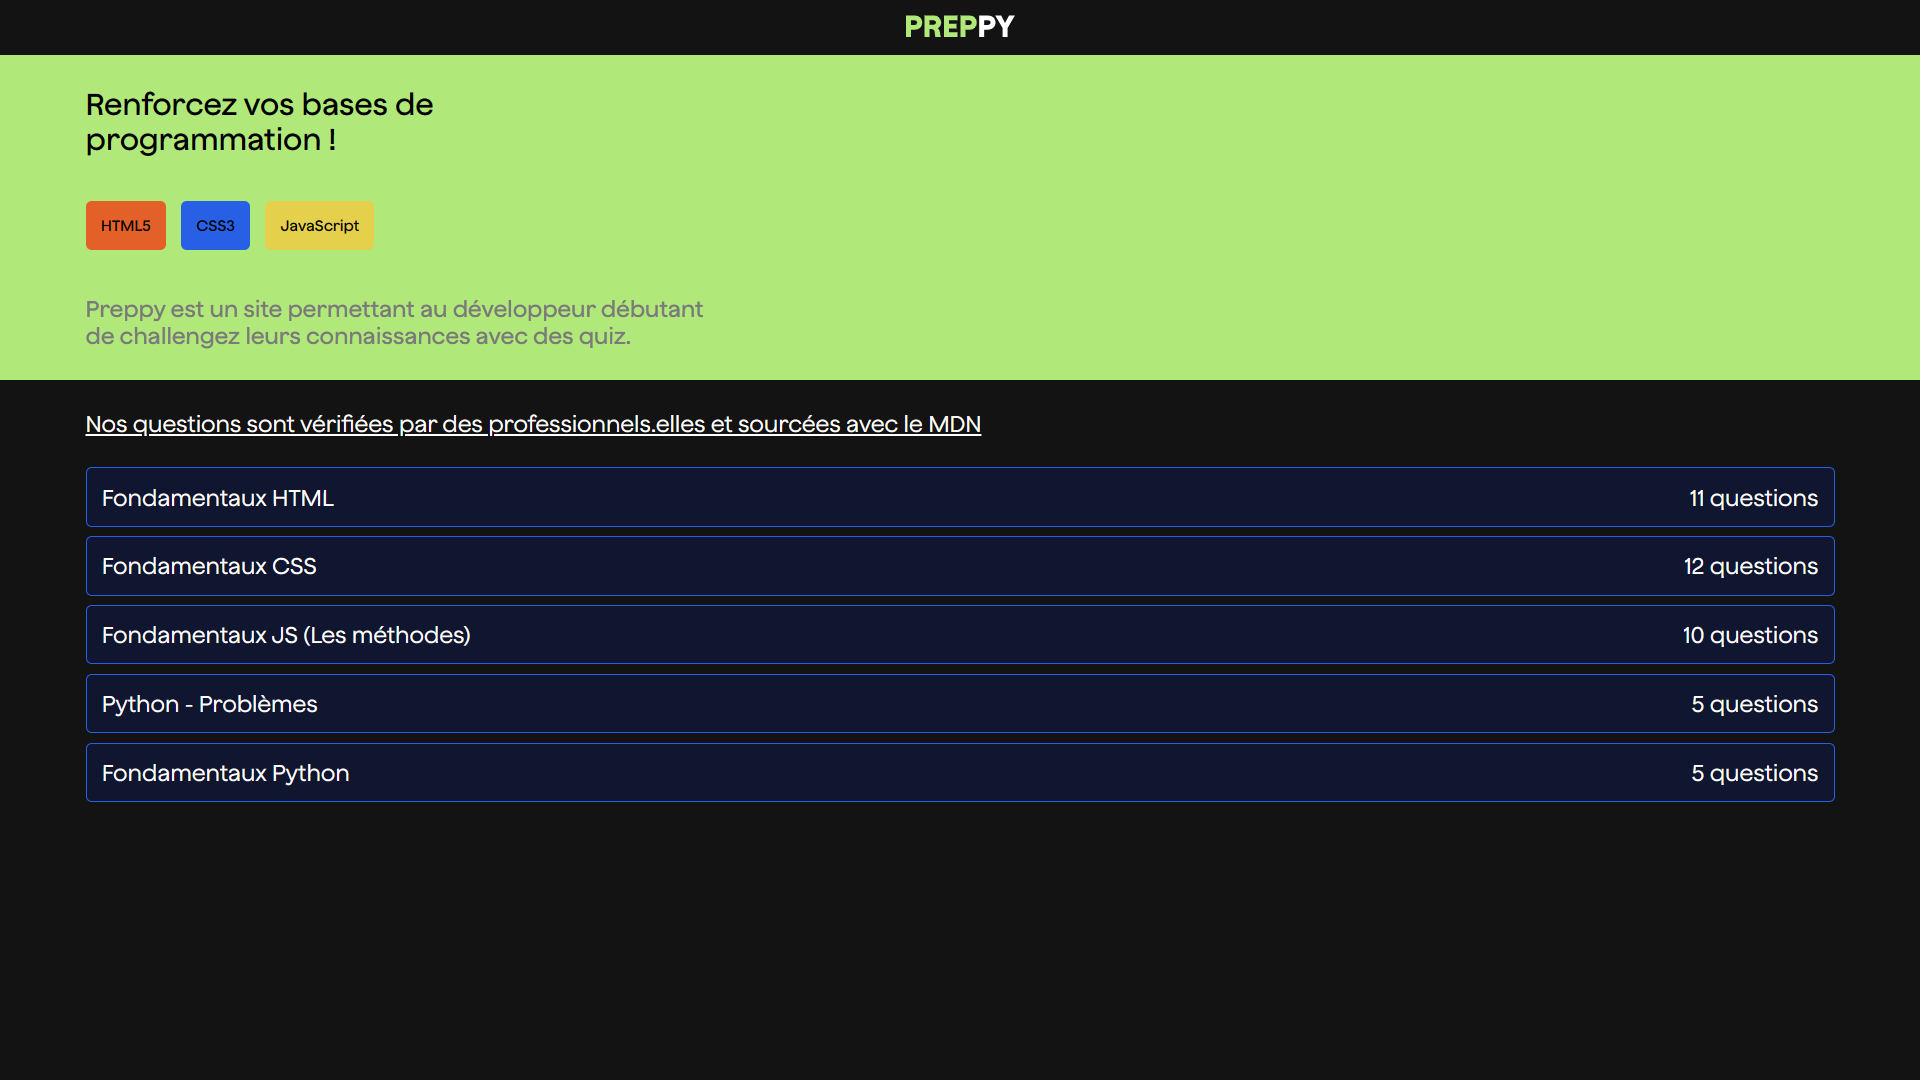 PREPPY
Renforcez vos bases de
programmation !
HTML5 CSS3 JavaScript
Preppy est un site permettant au développeur débutant
de challengez leurs connaissances avec des quiz.
Nos questions sont vérifiées par des professionnels.elles et sourcées avec le MDN
Fondamentaux HTML 11 questions
Fondamentaux CSS 12 questions
Fondamentaux JS (Les méthodes) 10 questions
Python - Problèmes 5 questions
Fondamentaux Python 5 questions